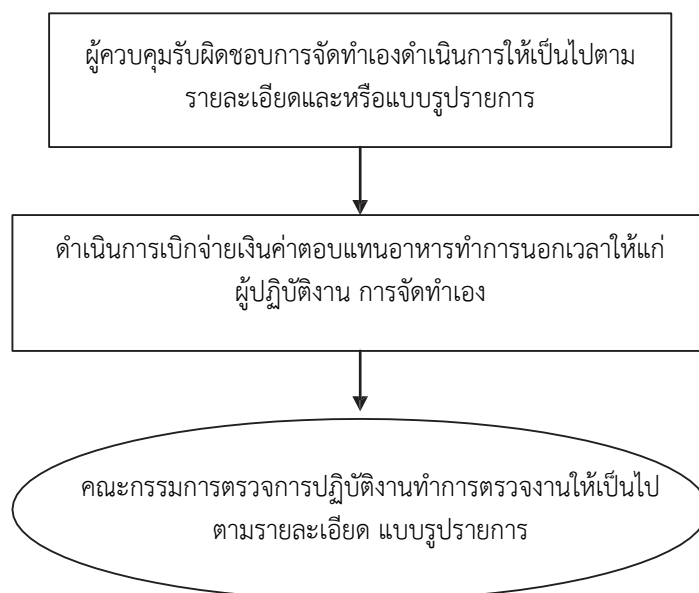 ผู้ควบคุมรับผิดชอบการจัดทำเองดำเนินการให้เป็นไปตาม
รายละเอียดและหรือแบบรูปรายการ
ดำเนินการเบิกจ่ายเงินค่าตอบแทนอาหารทำการนอกเวลาให้แก่
ผู้ปฏิบัติงาน การจัดทำเอง
คณะกรรมการตรวจการปฏิบัติงานทำการตรวจงานให้เป็นไป
ตามรายละเอียด แบบรูปรายการ